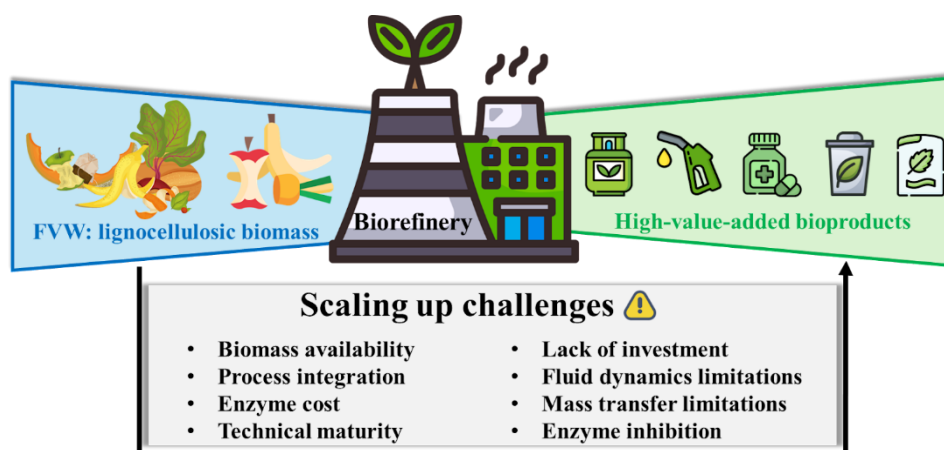 FVW: lignocellulosic biomass
Biorefinery
High-value-added bioproducts
Scaling up challenges
• Biomass availability
• Process integration
• Enzyme cost
• Technical maturity
• Lack of investment
• Fluid dynamics limitations
• Mass transfer limitations
• Enzyme inhibition